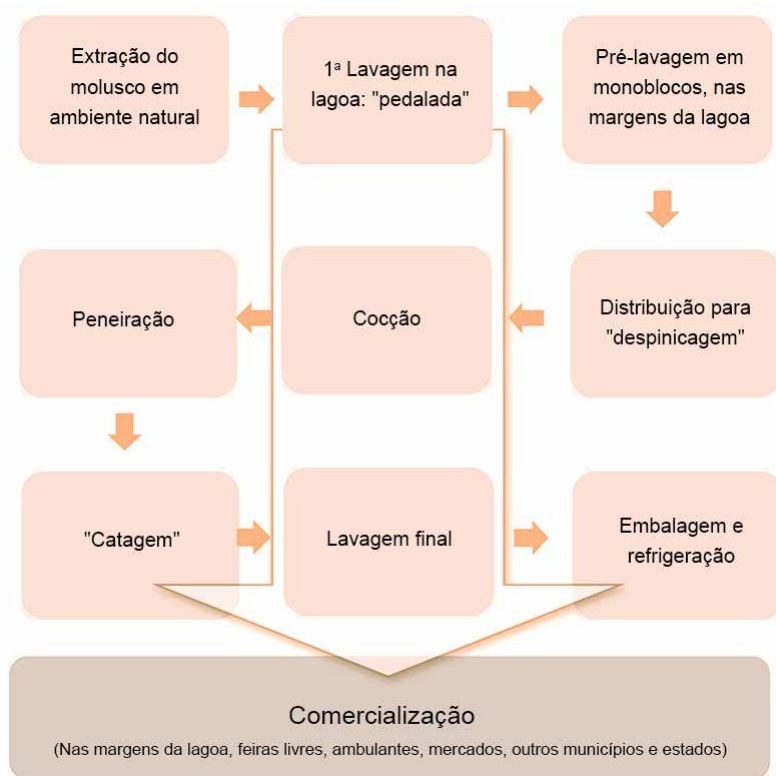 Extração do
molusco em
ambiente natural
1ª Lavagem na
lagoa: "pedalada"
Pré-lavagem em
monoblocos, nas
margens da lagoa
Distribuição para
"despinicagem"
Cocção
Peneiração
"Catagem"
Lavagem final
Embalagem e
refrigeração
Comercialização
(Nas margens da lagoa, feiras livres, ambulantes, mercados, outros municípios e estados)